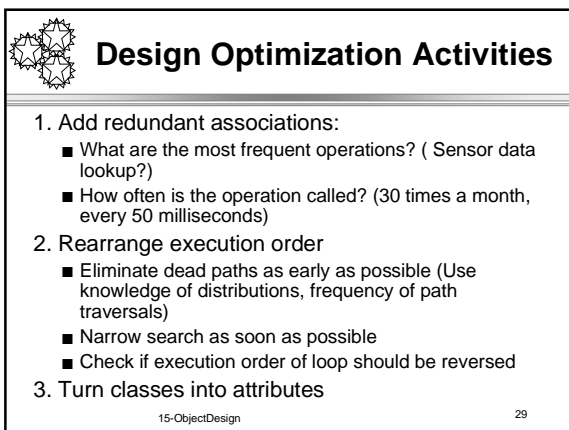 Design Optimization Activities
1. Add redundant associations:
■ What are the most frequent operations? ( Sensor data
lookup?)
■ How often is the operation called? (30 times a month,
every 50 milliseconds)
2. Rearrange execution order
■ Eliminate dead paths as early as possible (Use
knowledge of distributions, frequency of path
traversals)
■ Narrow search as soon as possible
■ Check if execution order of loop should be reversed
3. Turn classes into attributes
15-ObjectDesign 29